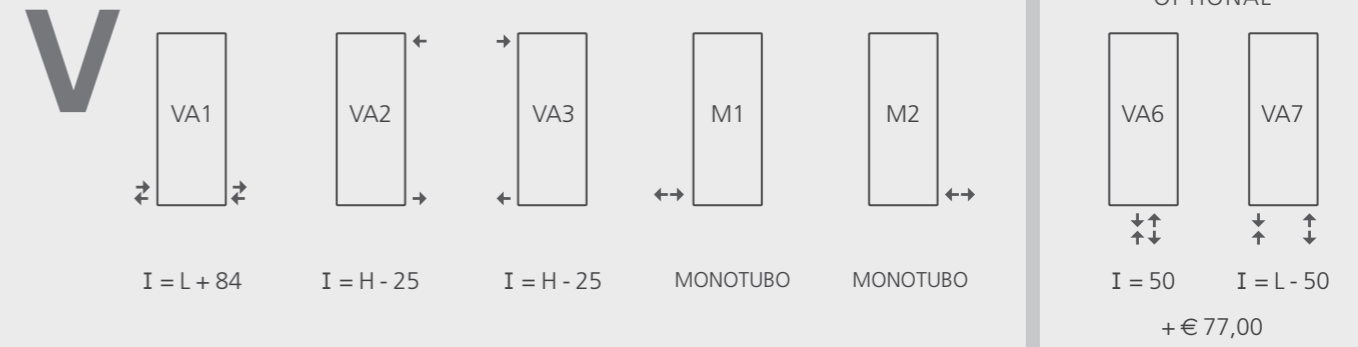 OPTIONAL
V
VA1 VA2 VA3 M1 M2 VA6 VA7
I = L + 84 I = H - 25 I = H - 25 MONOTUBO MONOTUBO I = 50 I = L - 50
+ € 77,00